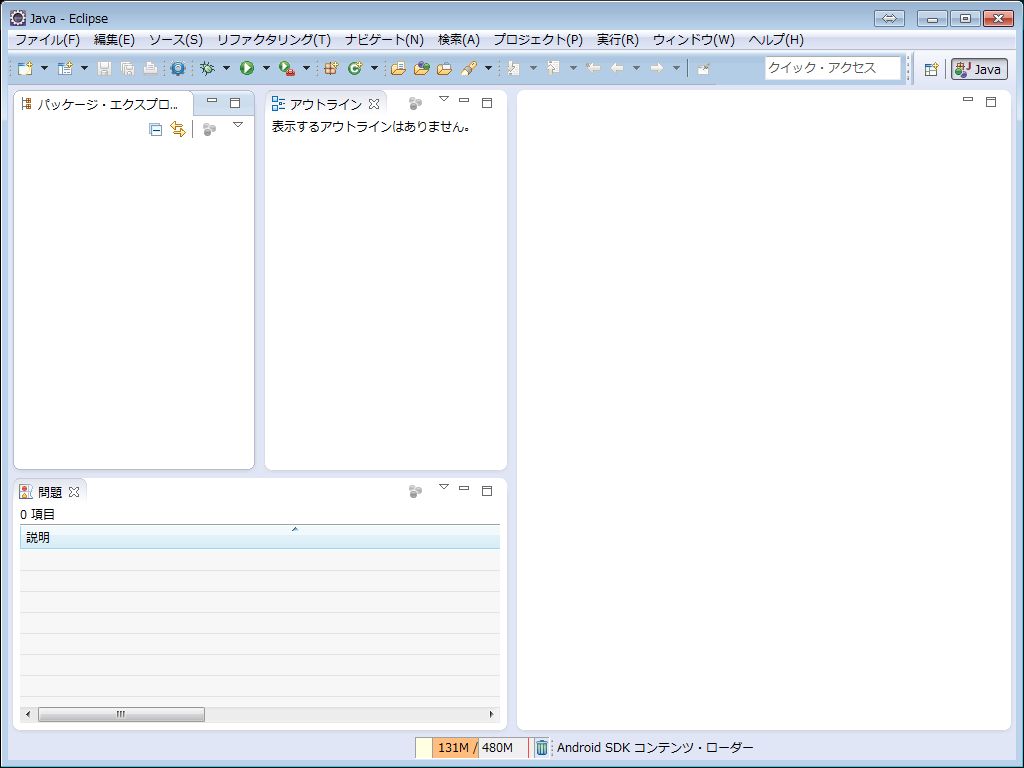 Java - Eclipse
ファイル(F) 編集(E) ソース(S) リファクタリング(T) ナビゲート(N) 検索(A) プロジェクト(P) 実行(R) ウィンドウ(W) ヘルプ(H)
クイック・アクセス
Java
パッケージ・エクスプロ...
アウトライン
表示するアウトラインはありません。
問題
0 項目
説明
131M / 480M
Android SDK コンテンツ・ローダー